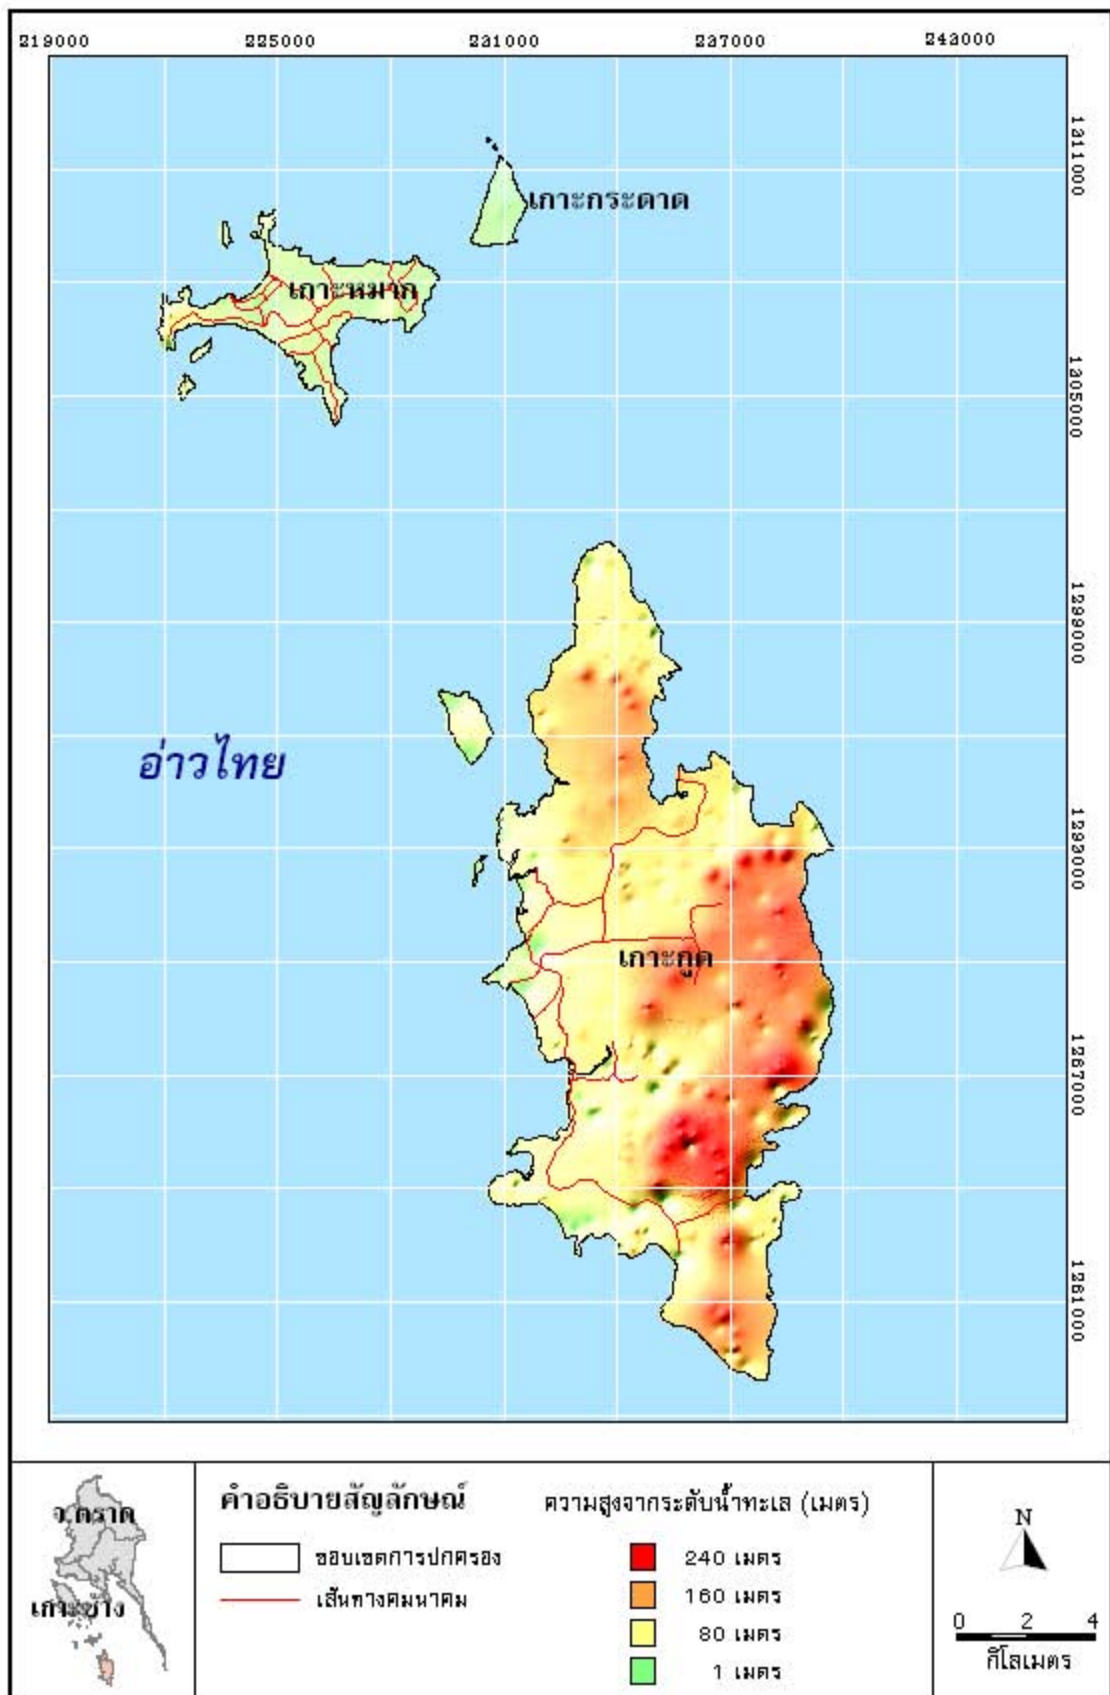 219000 225000 231000 237000 243000
1311000
เกาะกระดาด
เกาะหมาก
1305000
1299000
อ่าวไทย
1293000
เกาะกูด
1287000
1281000
จ.ตราด
เกาะช้าง
คำอธิบายสัญลักษณ์
ขอบเขตการปกครอง
เส้นทางคมนาคม
ความสูงจากระดับน้ำทะเล (เมตร)
240 เมตร
160 เมตร
80 เมตร
1 เมตร
N
0 2 4
กิโลเมตร